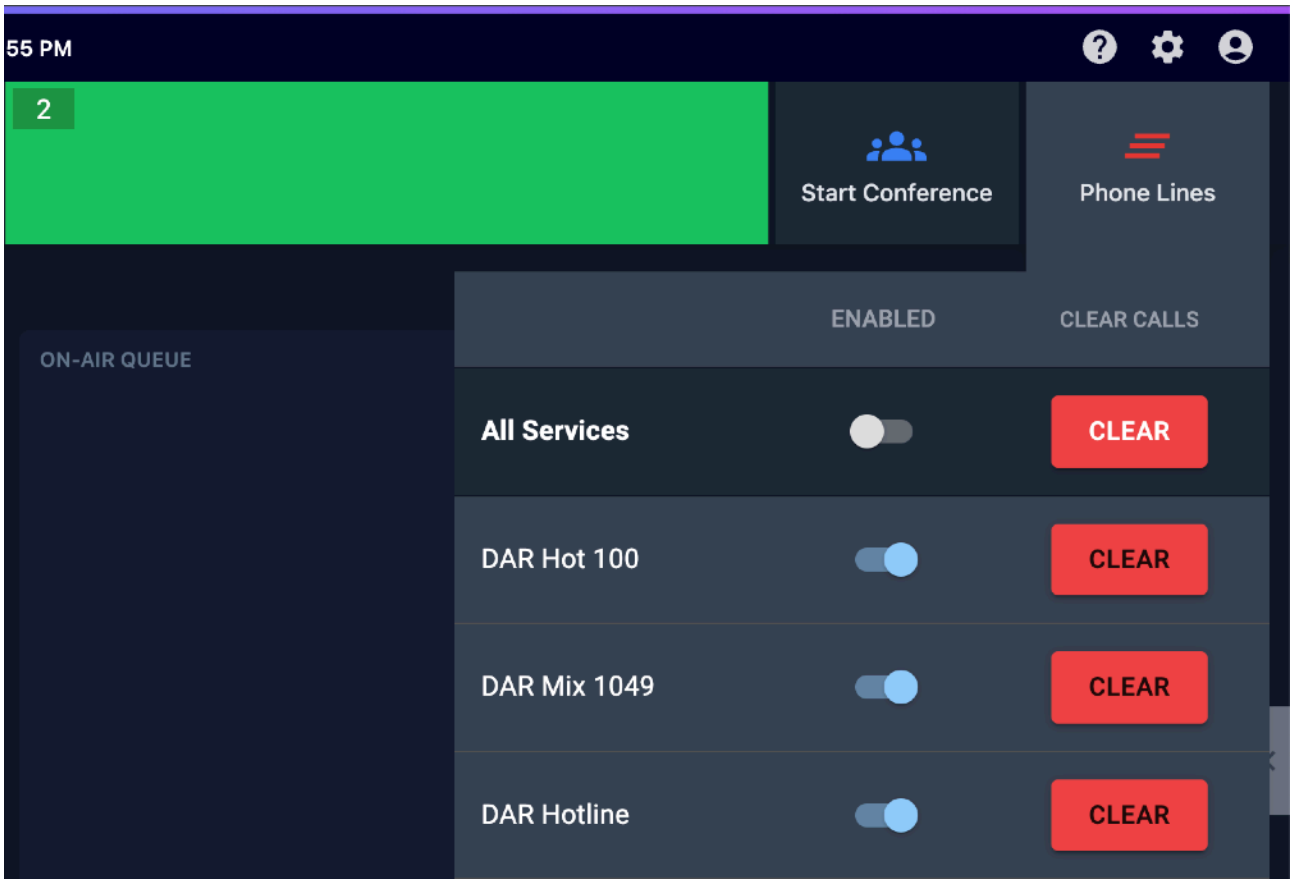 55 PM
2
Start Conference
Phone Lines
ENABLED
CLEAR CALLS
ON-AIR QUEUE
All Services
CLEAR
DAR Hot 100
CLEAR
DAR Mix 1049
CLEAR
DAR Hotline
CLEAR